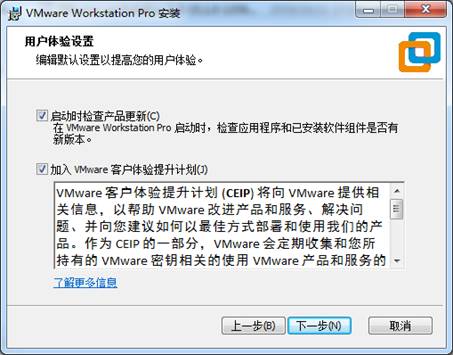 VMware Workstation Pro 安装
用户体验设置
编辑默认设置以提高您的用户体验。
启动时检查产品更新(C)
在 VMware Workstation Pro 启动时，检查应用程序和已安装软件组件是否有
新版本。
加入 VMware 客户体验提升计划(J)
VMware 客户体验提升计划 (CEIP) 将向 VMware 提供相
关信息，以帮助 VMware 改进产品和服务、解决问
题、并向您建议如何以最佳方式部署和使用我们的产
品。作为 CEIP 的一部分，VMware 会定期收集和您所
持有的 VMware 密钥相关的使用 VMware 产品和服务的
了解更多信息
上一步(B) 下一步(N) 取消